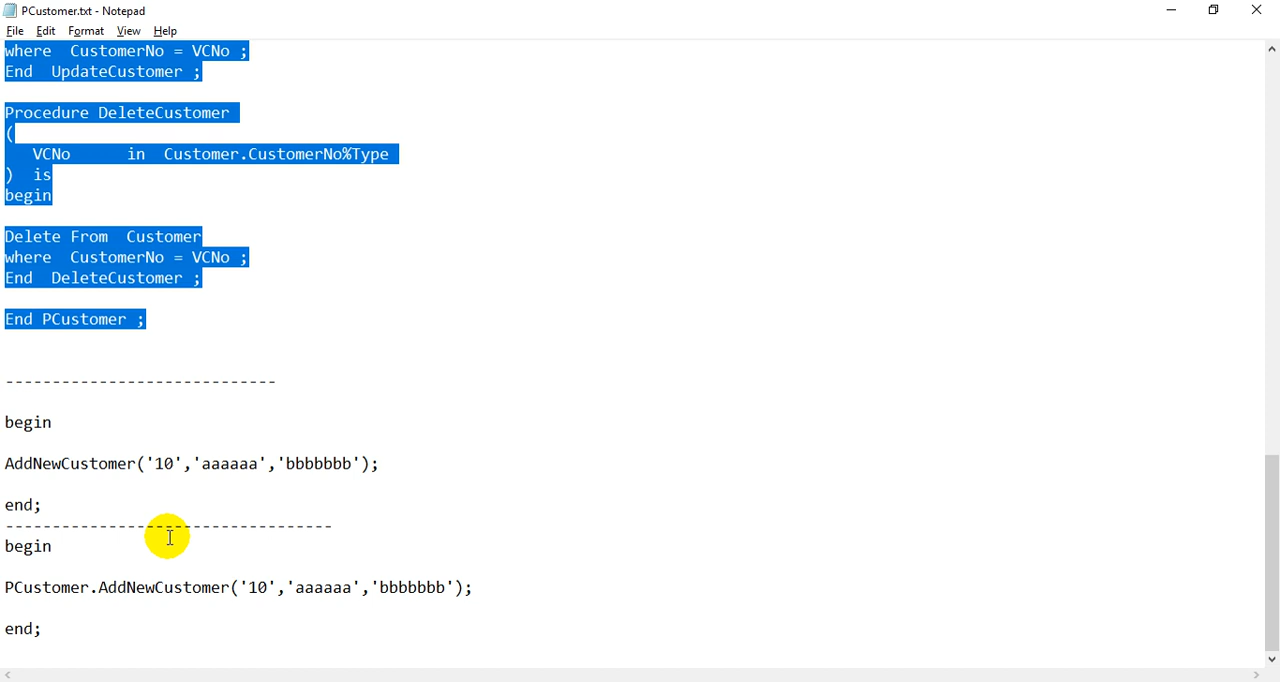 PCustomer.txt - Notepad
File Edit Format View Help
where  CustomerNo = VCNo ;
End  UpdateCustomer ;
Procedure DeleteCustomer
(
   VCNo      in  Customer.CustomerNo%Type
)  is
begin
Delete From  Customer
where  CustomerNo = VCNo ;
End  DeleteCustomer ;
End PCustomer ;
-----------------------------
begin
AddNewCustomer('10','aaaaaa','bbbbbbb');
end;
-----------------------------------
begin
PCustomer.AddNewCustomer('10','aaaaaa','bbbbbbb');
end;